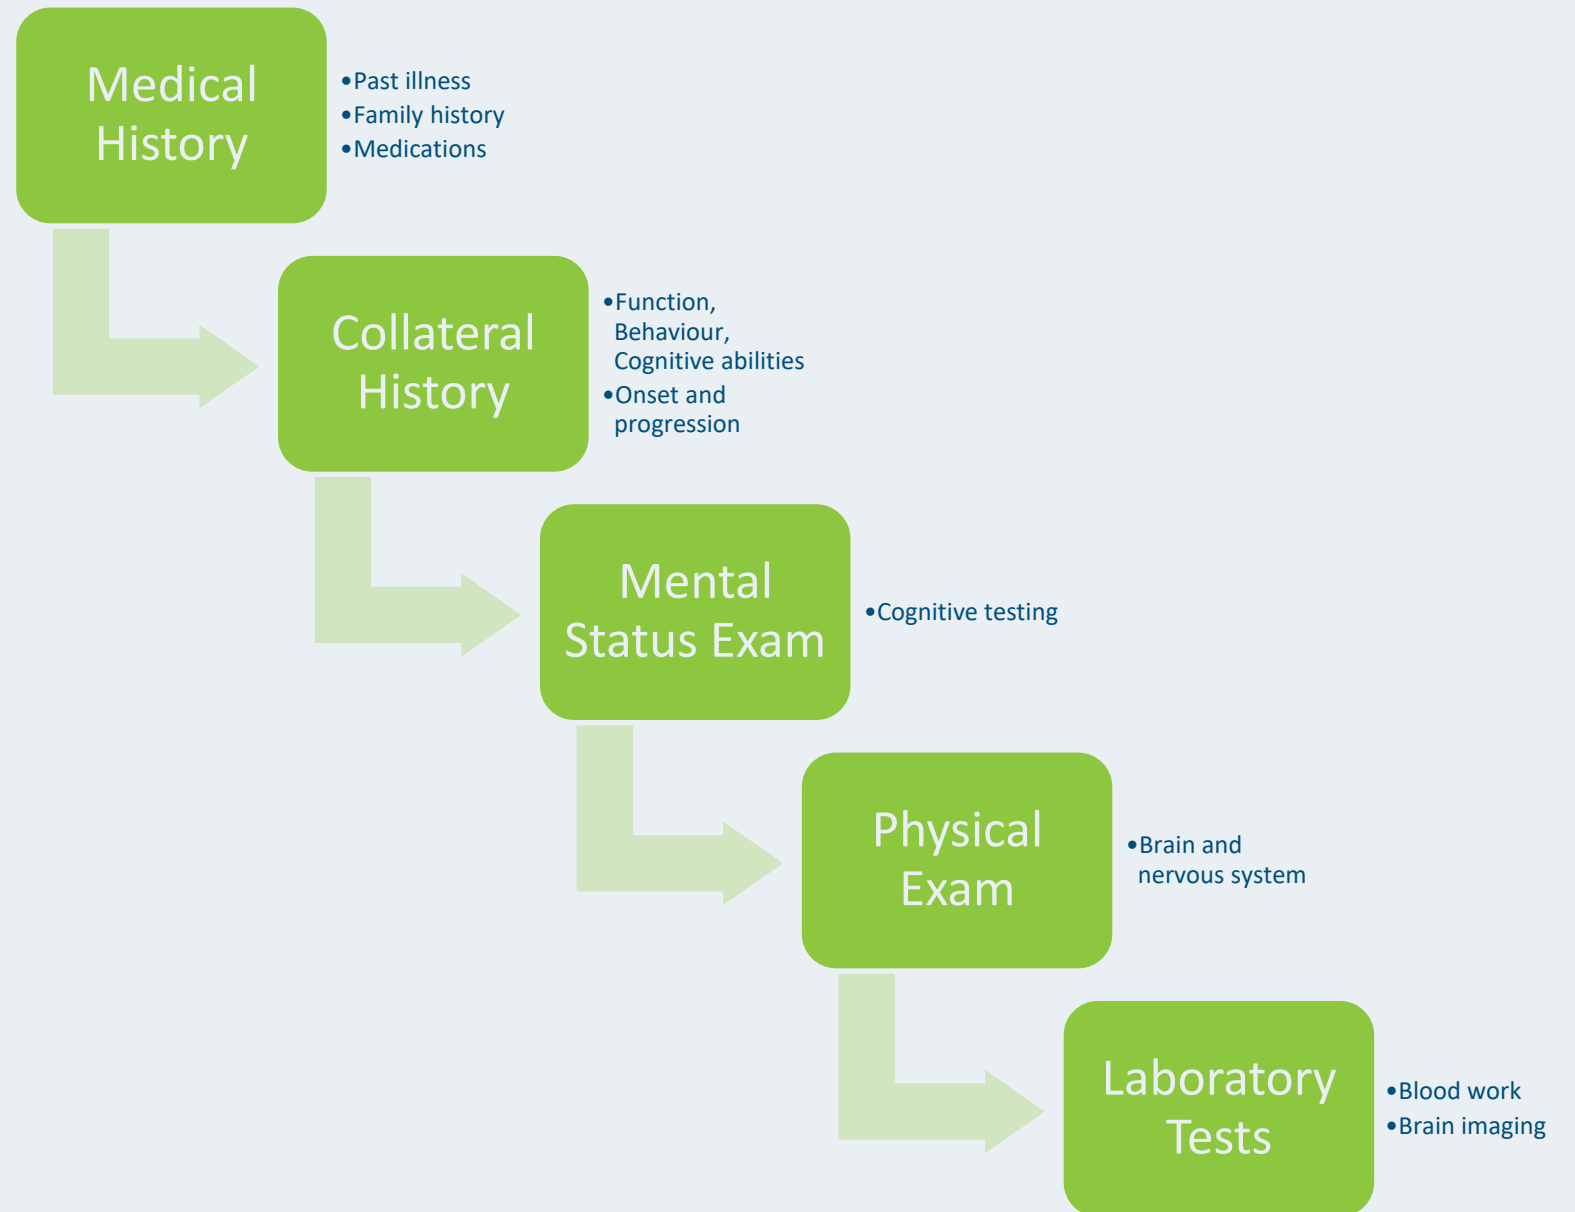 Medical
History
•Past illness
•Family history
•Medications
Collateral
History
•Function,
Behaviour,
Cognitive abilities
•Onset and
progression
Mental
Status Exam
•Cognitive testing
Physical
Exam
•Brain and
nervous system
Laboratory
Tests
•Blood work
•Brain imaging